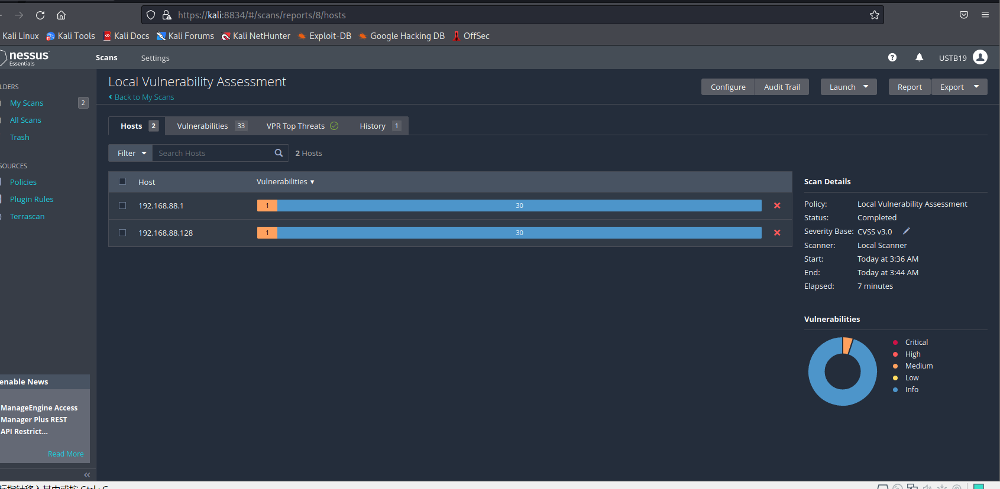 https://kali:8834/#/scans/reports/8/hosts
Kali Linux Kali Tools Kali Docs Kali Forums Kali NetHunter Exploit-DB Google Hacking DB OffSec
nessus Essentials Scans Settings USTB19
LDERS
My Scans 2
All Scans
Trash
SOURCES
Policies
Plugin Rules
Terrascan
enable News
ManageEngine Access
Manager Plus REST
API Restrict...
Read More
Local Vulnerability Assessment
Back to My Scans
Configure Audit Trail Launch Report Export
Hosts 2 Vulnerabilities 33 VPR Top Threats History 1
Filter Search Hosts 2 Hosts
Host Vulnerabilities
192.168.88.1 1 30
192.168.88.128 1 30
Scan Details
Policy: Local Vulnerability Assessment
Status: Completed
Severity Base: CVSS v3.0
Scanner: Local Scanner
Start: Today at 3:36 AM
End: Today at 3:44 AM
Elapsed: 7 minutes
Vulnerabilities
Critical
High
Medium
Low
Info